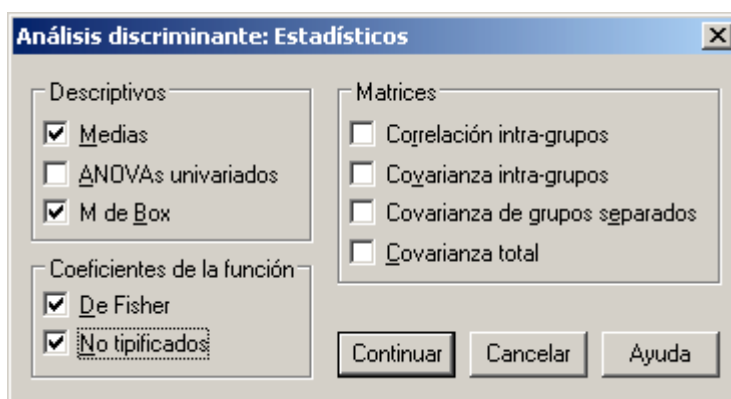 Análisis discriminante: Estadísticos
Descriptivos
Medias
ANOVAs univariados
M de Box
Coeficientes de la función
De Fisher
No tipificados
Matrices
Correlación intra-grupos
Covarianza intra-grupos
Covarianza de grupos separados
Covarianza total
Continuar
Cancelar
Ayuda